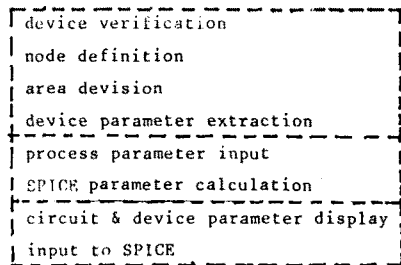 device verification
node definition
area devision
device parameter extraction
process parameter input
SPICE parameter calculation
circuit & device parameter display
input to SPICE